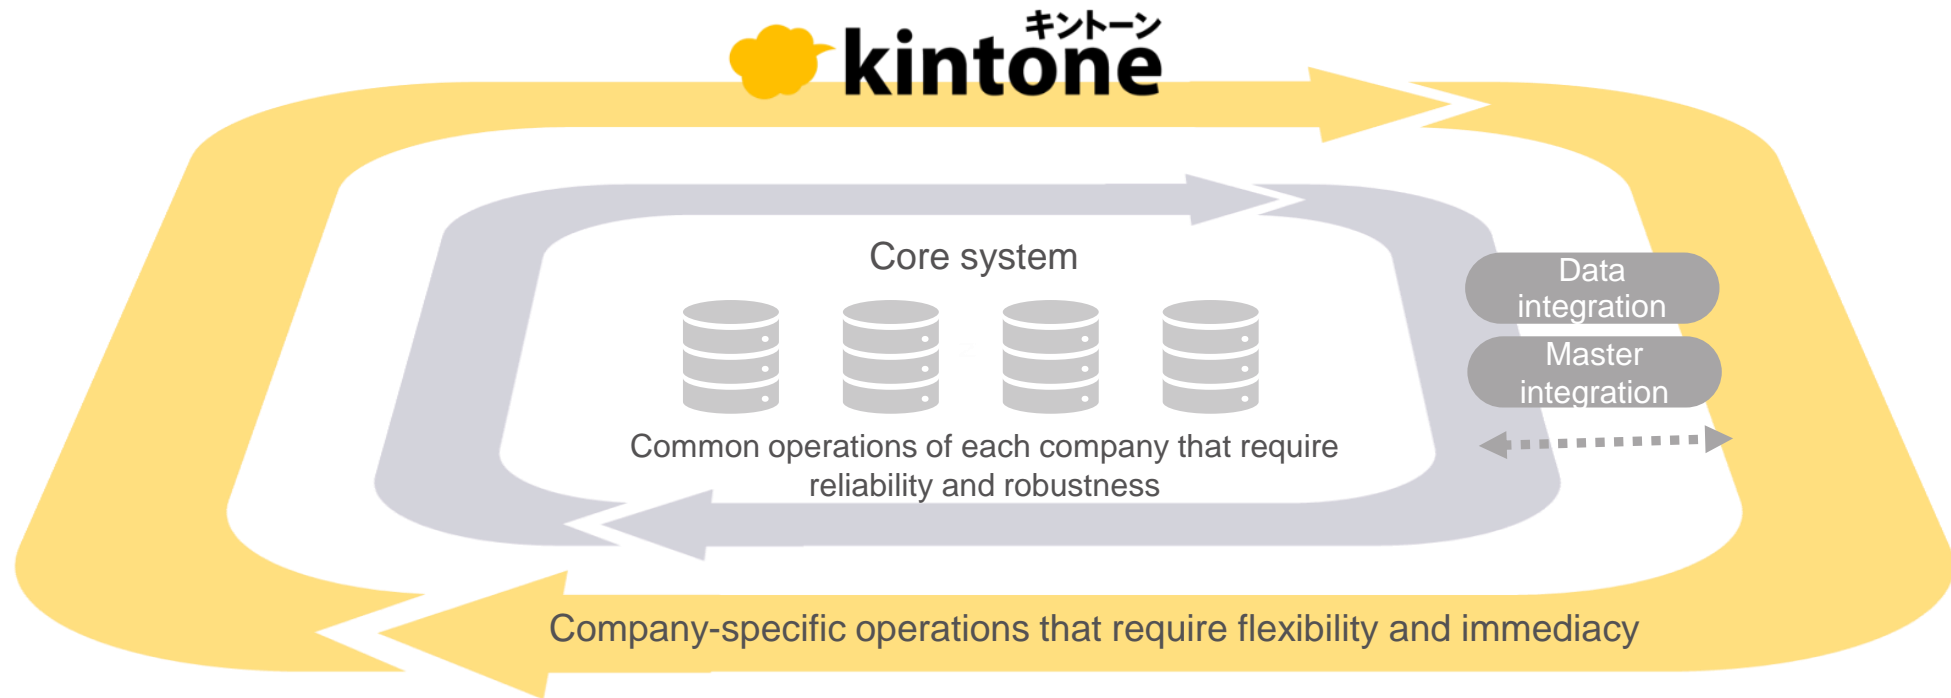 キントーン
kintone
Core system
Data
integration
Master
integration
Common operations of each company that require
reliability and robustness
Company-specific operations that require flexibility and immediacy